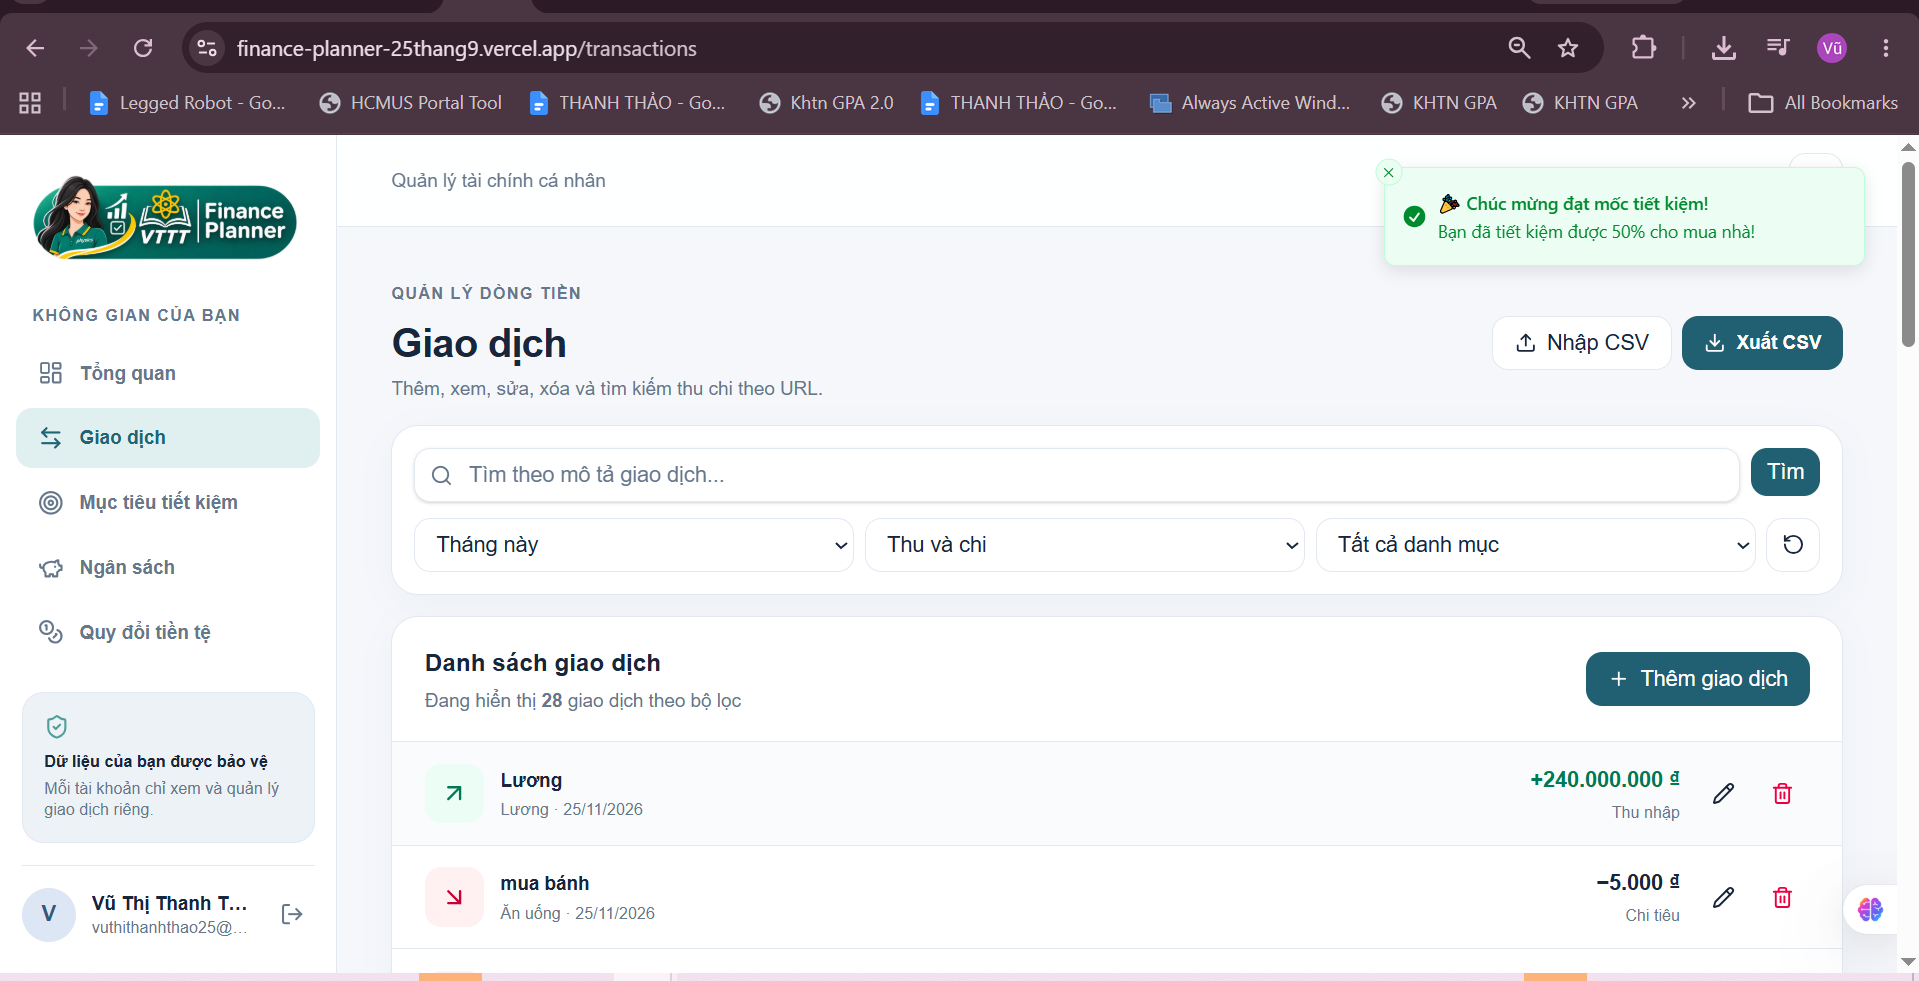 finance-planner-25thang9.vercel.app/transactions
Vũ
Legged Robot - Go...
HCMUS Portal Tool
THANH THẢO - Go...
Khtn GPA 2.0
THANH THẢO - Go...
Always Active Wind...
KHTN GPA
KHTN GPA
All Bookmarks
physics
VTTT
Finance
Planner
KHÔNG GIAN CỦA BẠN
Tổng quan
Giao dịch
Mục tiêu tiết kiệm
Ngân sách
Quy đổi tiền tệ
Dữ liệu của bạn được bảo vệ
Mỗi tài khoản chỉ xem và quản lý
giao dịch riêng.
V
Vũ Thị Thanh T...
vuthithanhthao25@...
Quản lý tài chính cá nhân
Chúc mừng đạt mốc tiết kiệm!
Bạn đã tiết kiệm được 50% cho mua nhà!
QUẢN LÝ DÒNG TIỀN
Giao dịch
Thêm, xem, sửa, xóa và tìm kiếm thu chi theo URL.
Nhập CSV
Xuất CSV
Tìm theo mô tả giao dịch...
Tìm
Tháng này
Thu và chi
Tất cả danh mục
Danh sách giao dịch
Đang hiển thị 28 giao dịch theo bộ lọc
Thêm giao dịch
Lương
Lương · 25/11/2026
+240.000.000 ₫
Thu nhập
mua bánh
Ăn uống · 25/11/2026
−5.000 ₫
Chi tiêu